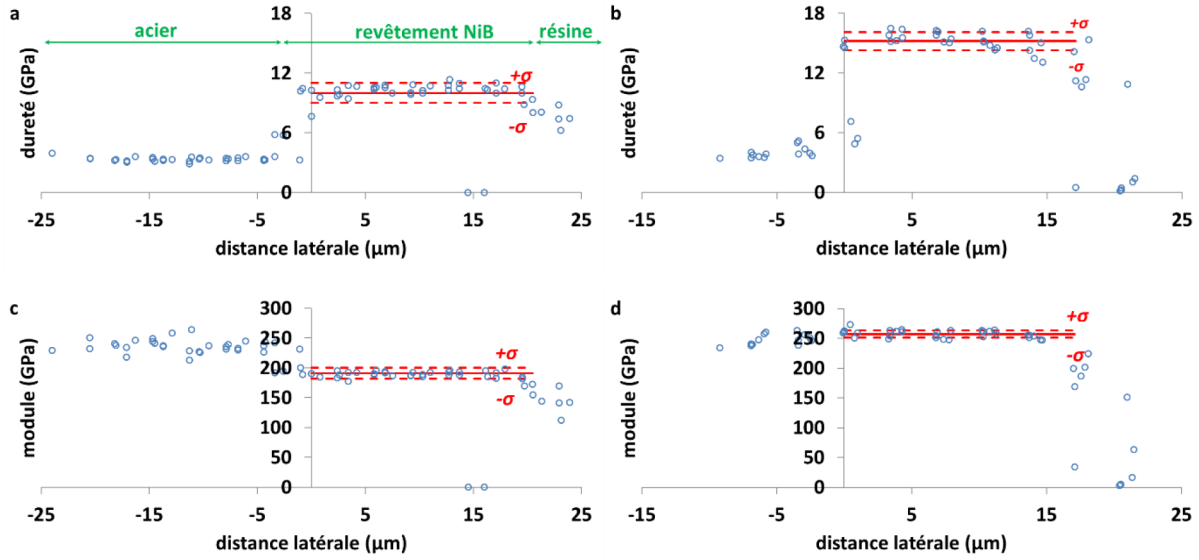 a
acier
revêtement NiB
résine
dureté (GPa)
18
12
6
0
+σ
-σ
-25
-15
-5
5
15
25
distance latérale (µm)
b
dureté (GPa)
18
12
6
0
+σ
-σ
-15
-5
5
15
25
distance latérale (µm)
c
module (GPa)
300
250
200
150
100
50
0
+σ
-σ
-25
-15
-5
5
15
25
distance latérale (µm)
d
module (GPa)
300
250
200
150
100
50
0
+σ
-σ
-15
-5
5
15
25
distance latérale (µm)